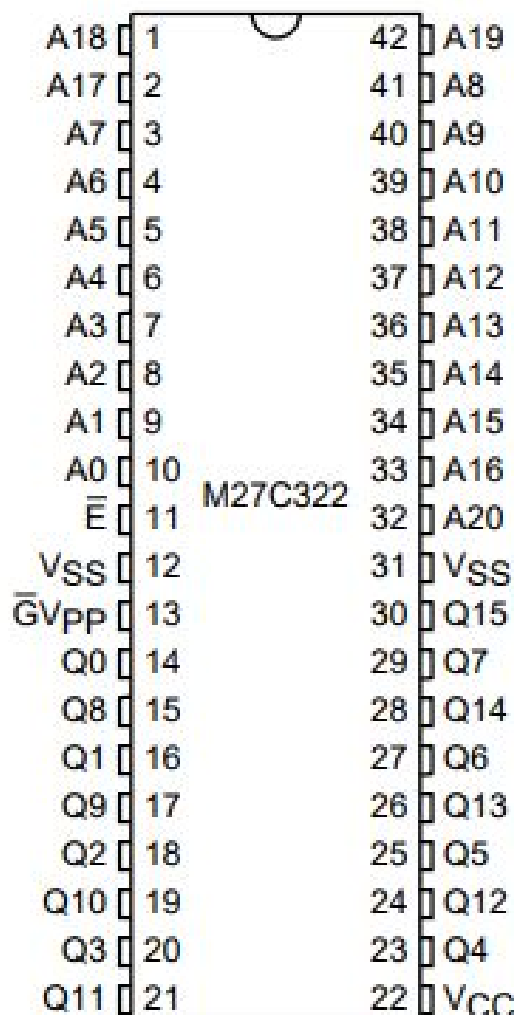 A18 1 42 A19
A17 2 41 A8
A7 3 40 A9
A6 4 39 A10
A5 5 38 A11
A4 6 37 A12
A3 7 36 A13
A2 8 35 A14
A1 9 34 A15
A0 10 33 A16
M27C322
E̅ 11 32 A20
VSS 12 31 VSS
G̅VPP 13 30 Q15
Q0 14 29 Q7
Q8 15 28 Q14
Q1 16 27 Q6
Q9 17 26 Q13
Q2 18 25 Q5
Q10 19 24 Q12
Q3 20 23 Q4
Q11 21 22 VCC